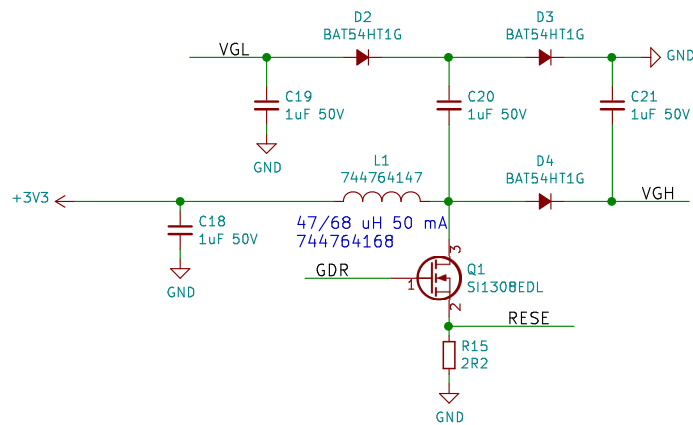 D2
BAT54HT1G
D3
BAT54HT1G
VGL
GND
C19
1uF 50V
C20
1uF 50V
C21
1uF 50V
GND
L1
744764147
D4
BAT54HT1G
+3V3
VGH
C18
1uF 50V
47/68 uH 50 mA
744764168
GND
GDR
1
3
Q1
SI1308EDL
2
RESE
R15
2R2
GND